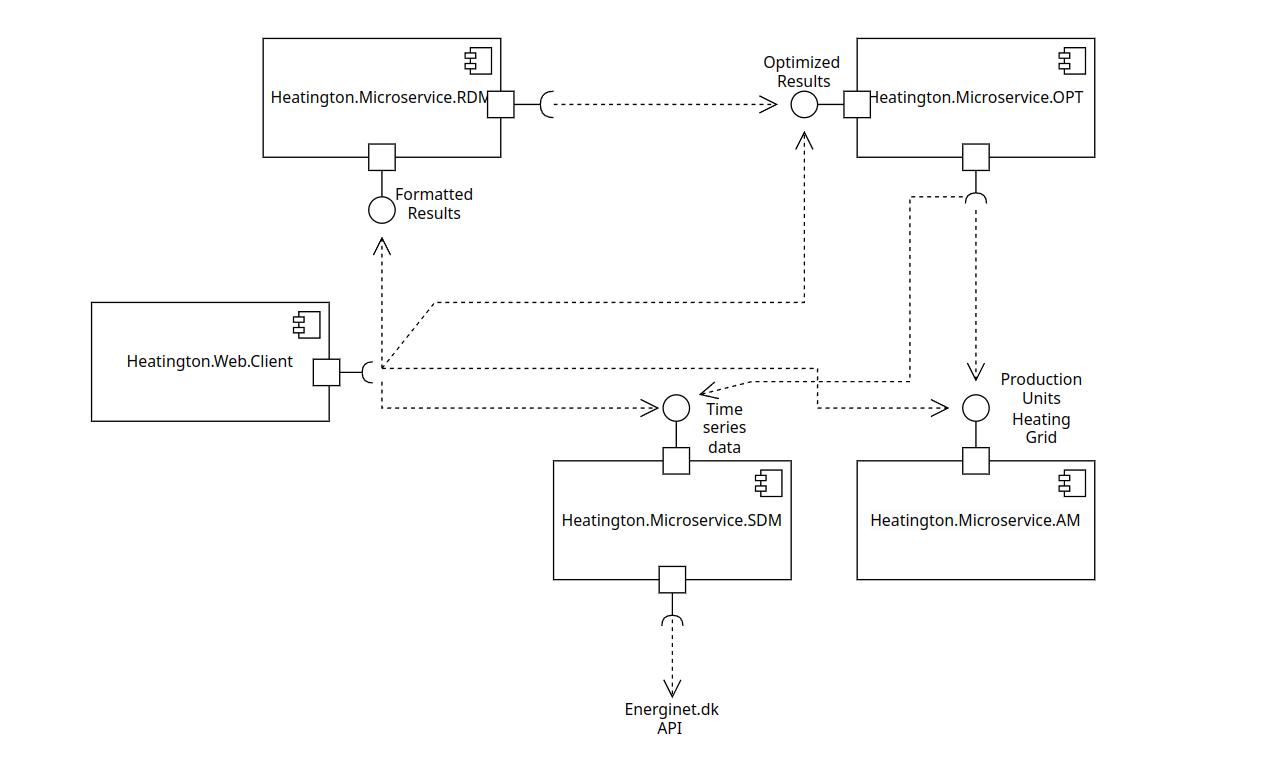 Optimized
Results
Heatington.Microservice.RDM
Heatington.Microservice.OPT
Formatted
Results
Heatington.Web.Client
Production
Units
Heating
Grid
Time
series
data
Heatington.Microservice.SDM
Heatington.Microservice.AM
Energinet.dk
API